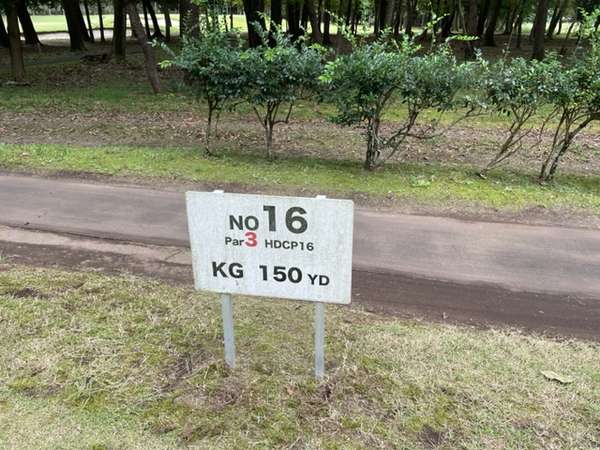 NO 16
Par3 HDCP16
KG 150 YD